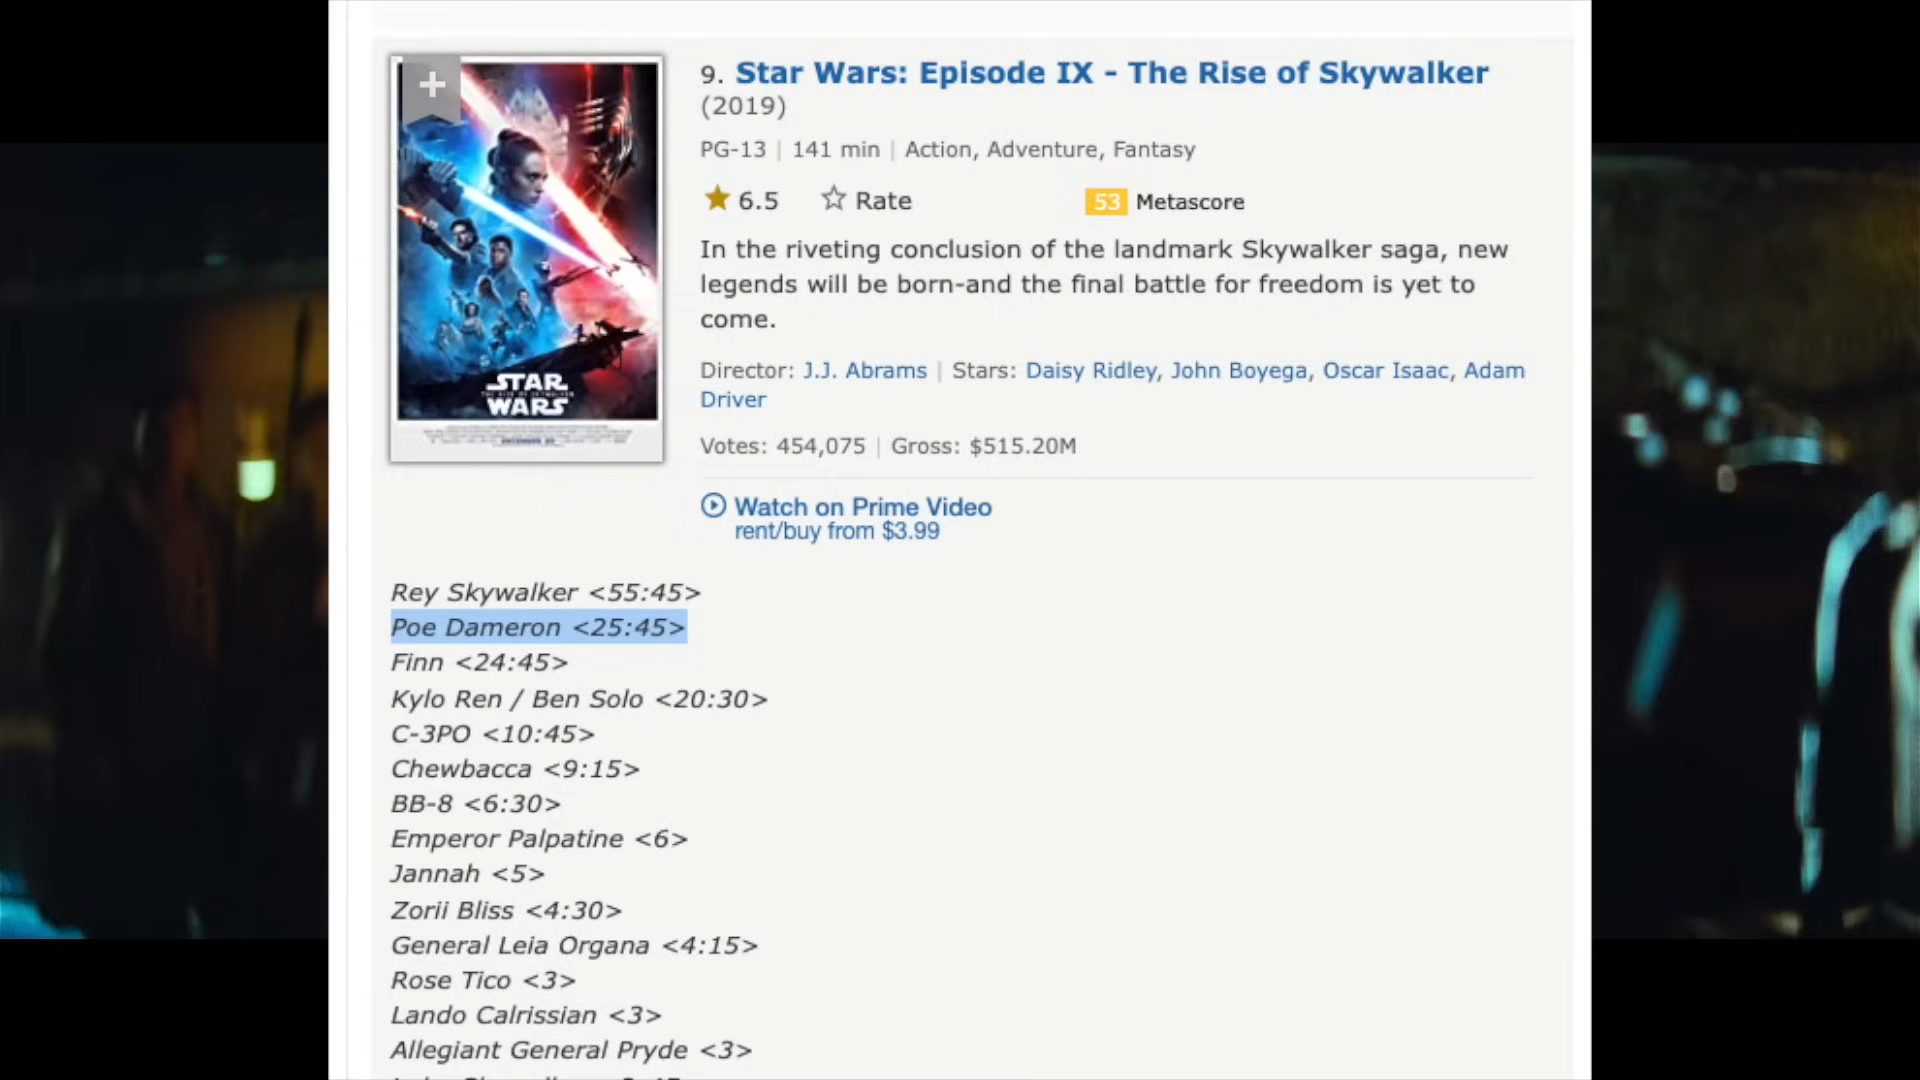 9. Star Wars: Episode IX - The Rise of Skywalker
(2019)
PG-13 | 141 min | Action, Adventure, Fantasy
6.5 Rate 53 Metascore
In the riveting conclusion of the landmark Skywalker saga, new
legends will be born-and the final battle for freedom is yet to
come.
Director: J.J. Abrams | Stars: Daisy Ridley, John Boyega, Oscar Isaac, Adam
Driver
Votes: 454,075 | Gross: $515.20M
STAR
WARS
Watch on Prime Video
rent/buy from $3.99
Rey Skywalker <55:45>
Poe Dameron <25:45>
Finn <24:45>
Kylo Ren / Ben Solo <20:30>
C-3PO <10:45>
Chewbacca <9:15>
BB-8 <6:30>
Emperor Palpatine <6>
Jannah <5>
Zorii Bliss <4:30>
General Leia Organa <4:15>
Rose Tico <3>
Lando Calrissian <3>
Allegiant General Pryde <3>